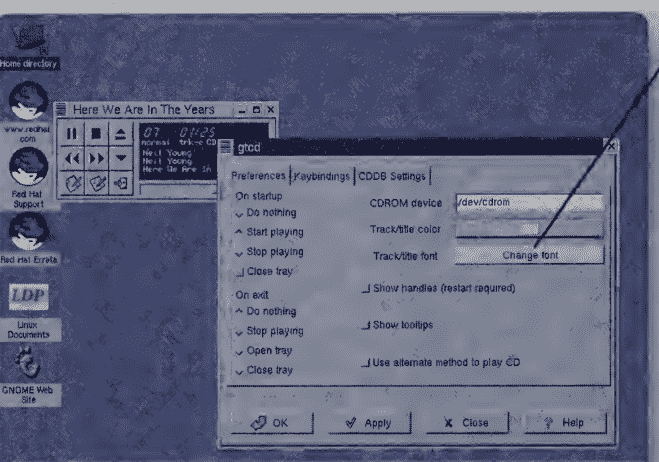 Home directory
www.redhat.
com
Red Hat
Support
Red Hat Errata
LDP
Linux
Documents
GNOME Web
Site
Here We Are In The Years
07 01:25
normal trk-e CD
Neil Young
Neil Young
Here We Are In
gtcd
Preferences Keybindings CDDB Settings
On startup
Do nothing
Start playing
Stop playing
Close tray
On exit
Do nothing
Stop playing
Open tray
Close tray
CDROM device /dev/cdrom
Track/title color
Track/title font Change font
Show handles (restart required)
Show tooltips
Use alternate method to play CD
OK Apply Close Help